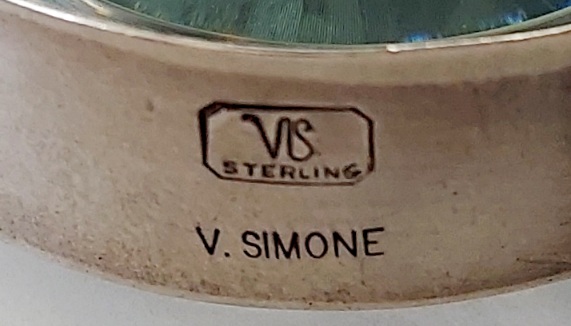 VS
STERLING
V. SIMONE